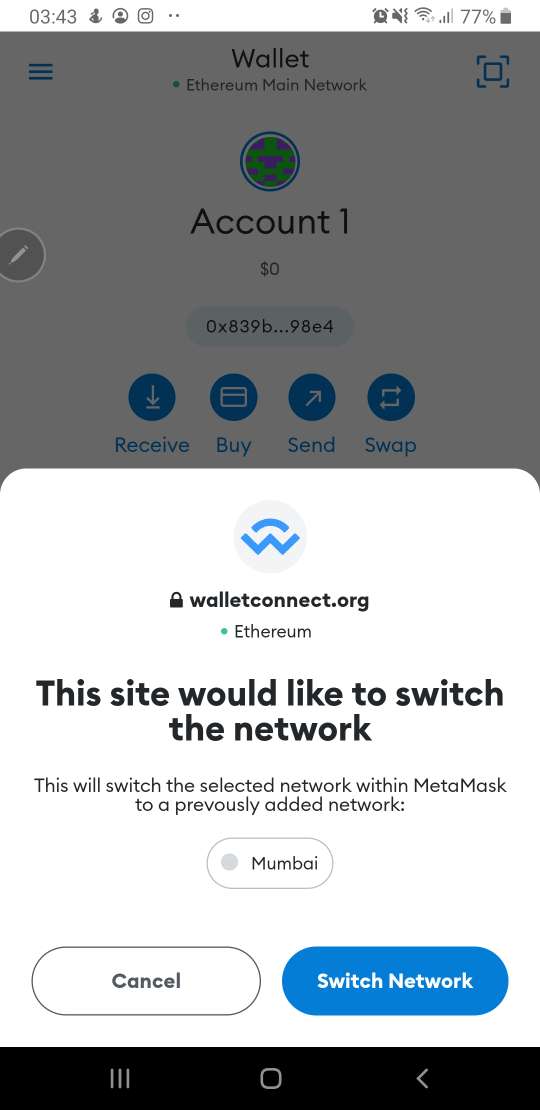 03:43
77%
Wallet
Ethereum Main Network
Account 1
$0
0x839b...98e4
Receive Buy Send Swap
walletconnect.org
Ethereum
This site would like to switch
the network
This will switch the selected network within MetaMask
to a prevously added network:
Mumbai
Cancel Switch Network